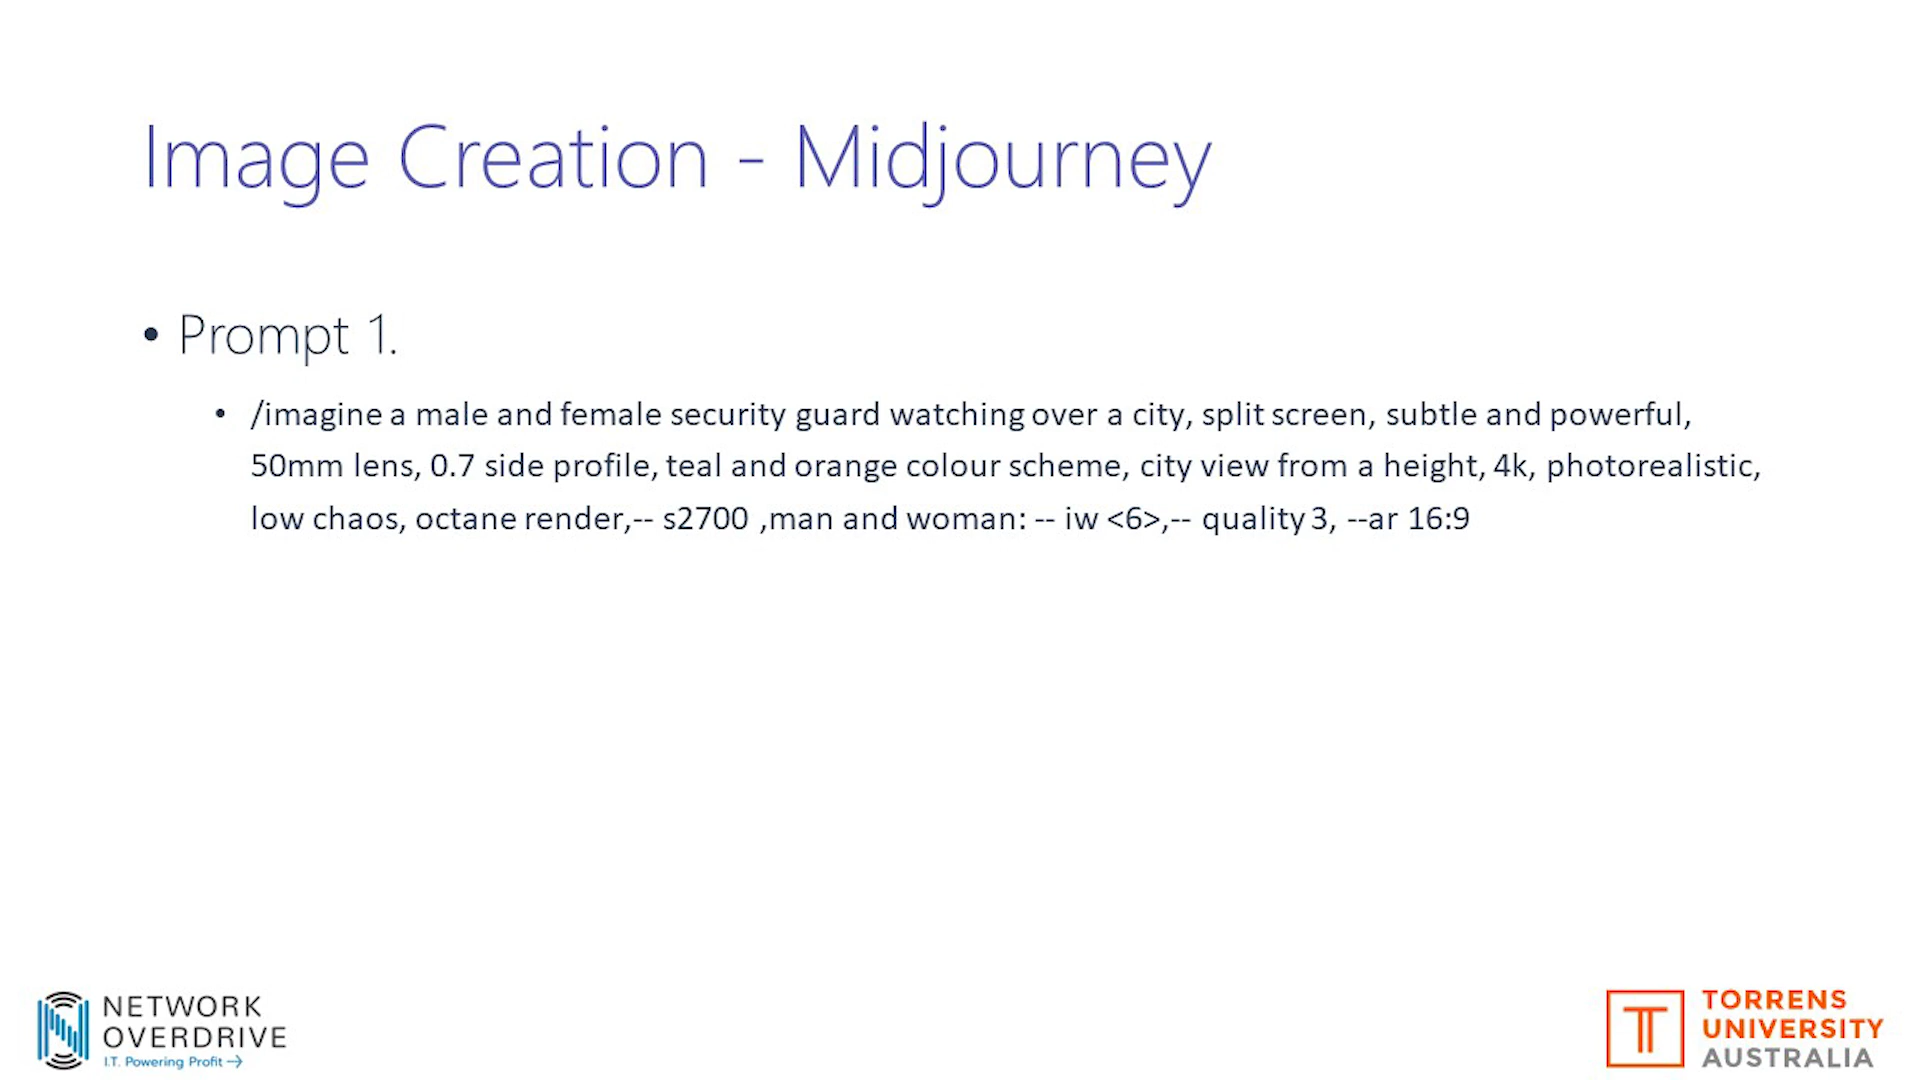 Image Creation - Midjourney
• Prompt 1.
• /imagine a male and female security guard watching over a city, split screen, subtle and powerful,
50mm lens, 0.7 side profile, teal and orange colour scheme, city view from a height, 4k, photorealistic,
low chaos, octane render,-- s2700 ,man and woman: -- iw <6>,-- quality 3, --ar 16:9
NETWORK
OVERDRIVE
I.T. Powering Profit →
TORRENS
UNIVERSITY
AUSTRALIA